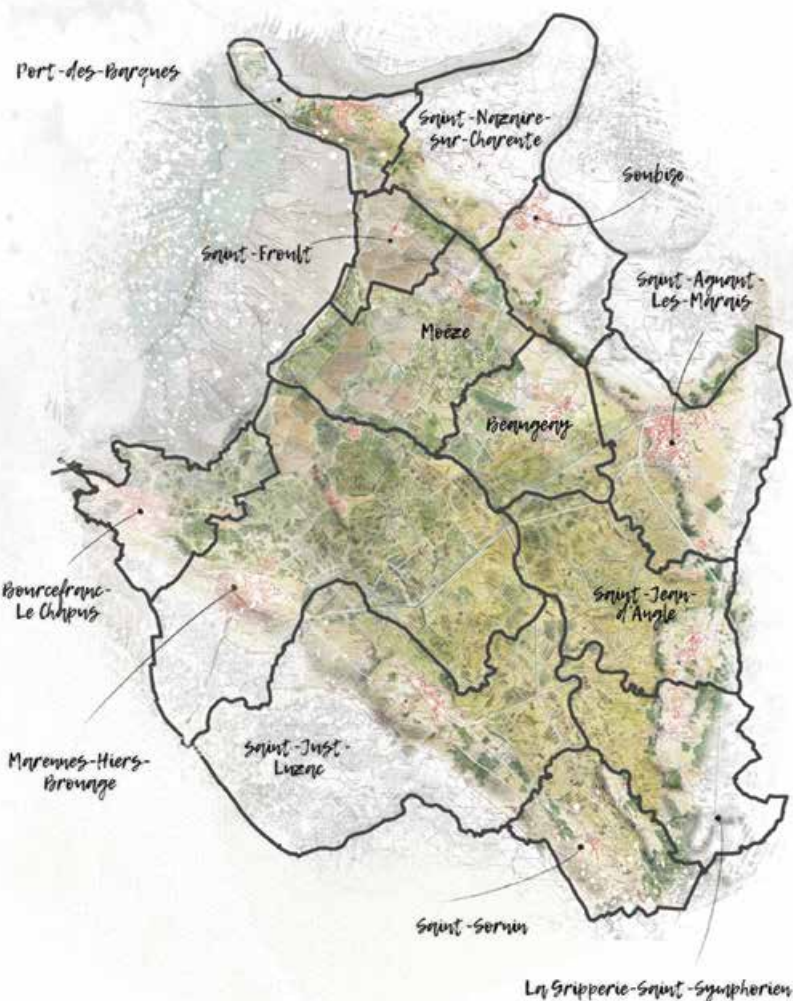 Port-des-Barques
Saint-Nazaire-
sur-Charente
Soubise
Saint-Froult
Saint-Agnant-
Les-Marais
Moëze
Beaugeay
Bourcefranc-
Le Chapus
Saint-Jean-
d'Angle
Marennes-Hiers-
Brouage
Saint-Just-
Luzac
Saint-Sornin
La Gripperie-Saint-Symphorien